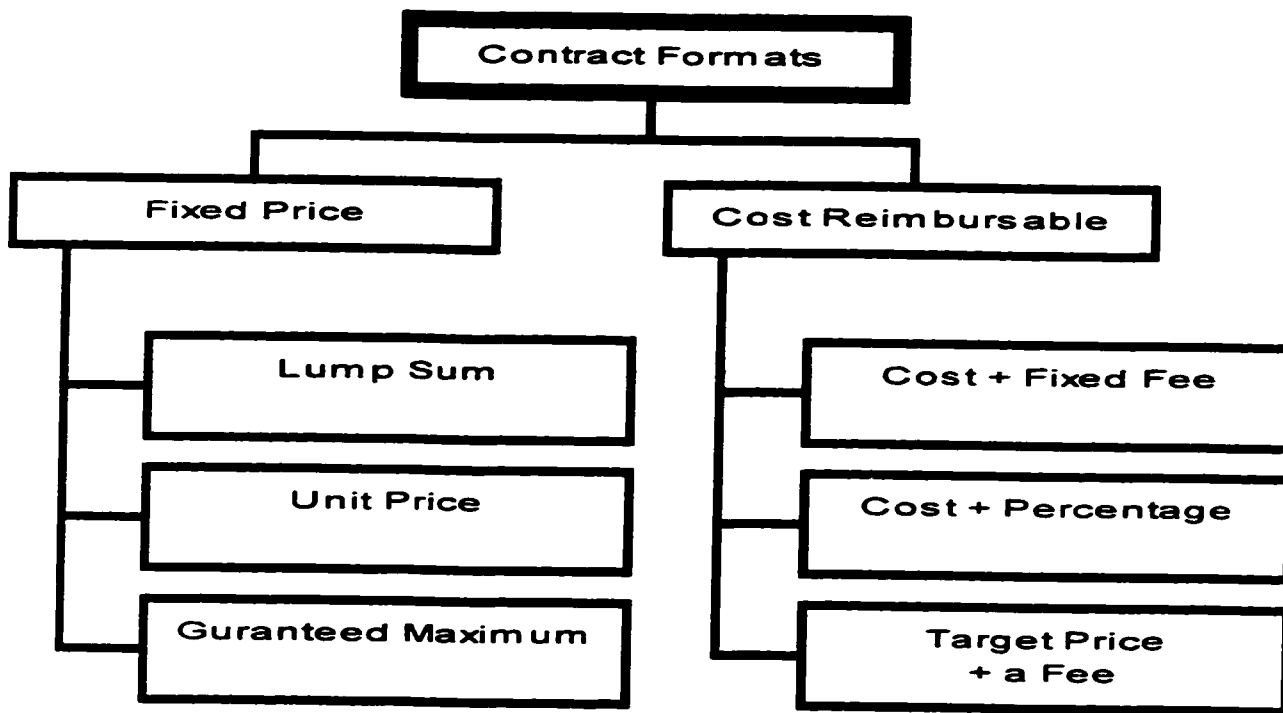 Contract Formats
Fixed Price
Cost Reimbursable
Lump Sum
Unit Price
Guranteed Maximum
Cost + Fixed Fee
Cost + Percentage
Target Price
+ a Fee